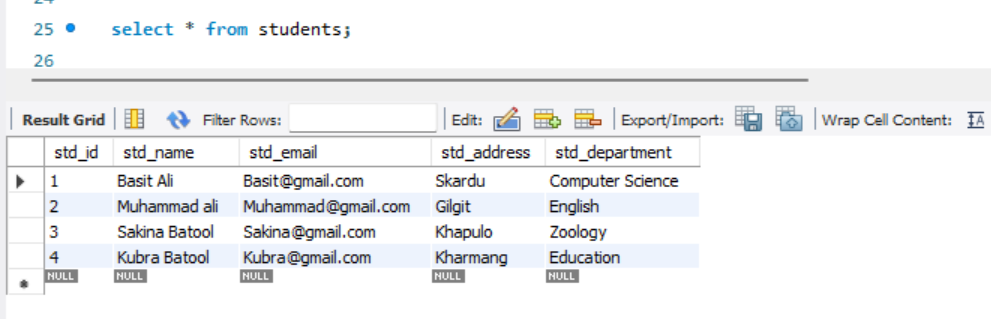 24
25 select * from students;
26
Result Grid Filter Rows: Edit: Export/Import: Wrap Cell Content: IA
std_id std_name std_email std_address std_department
1 Basit Ali Basit@gmail.com Skardu Computer Science
2 Muhammad ali Muhammad@gmail.com Gilgit English
3 Sakina Batool Sakina@gmail.com Khapulo Zoology
4 Kubra Batool Kubra@gmail.com Kharmang Education
NULL NULL NULL NULL NULL